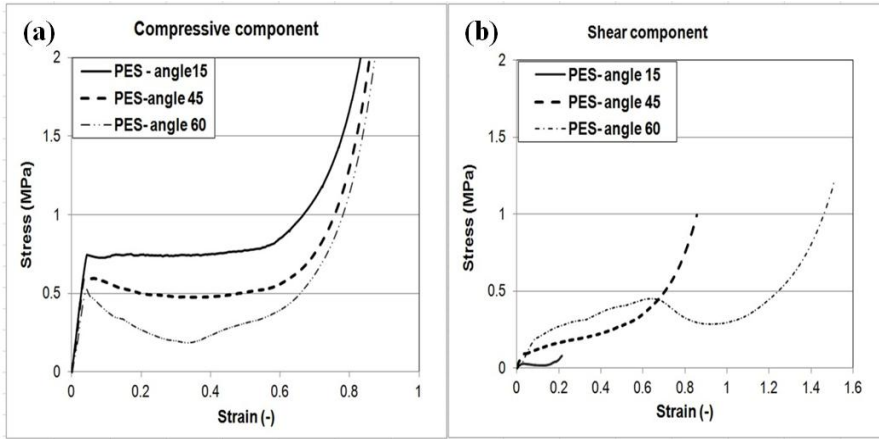 (a)
Compressive component
PES - angle15
PES-angle 45
PES- angle 60
2
1.5
1
0.5
0
0
0.2
0.4
0.6
0.8
1
Stress (MPa)
Strain (-)
(b)
Shear component
PES- angle 15
PES- angle 45
PES- angle 60
2
1.5
1
0.5
0
0
0.2
0.4
0.6
0.8
1
1.2
1.4
1.6
Stress (MPa)
Strain (-)